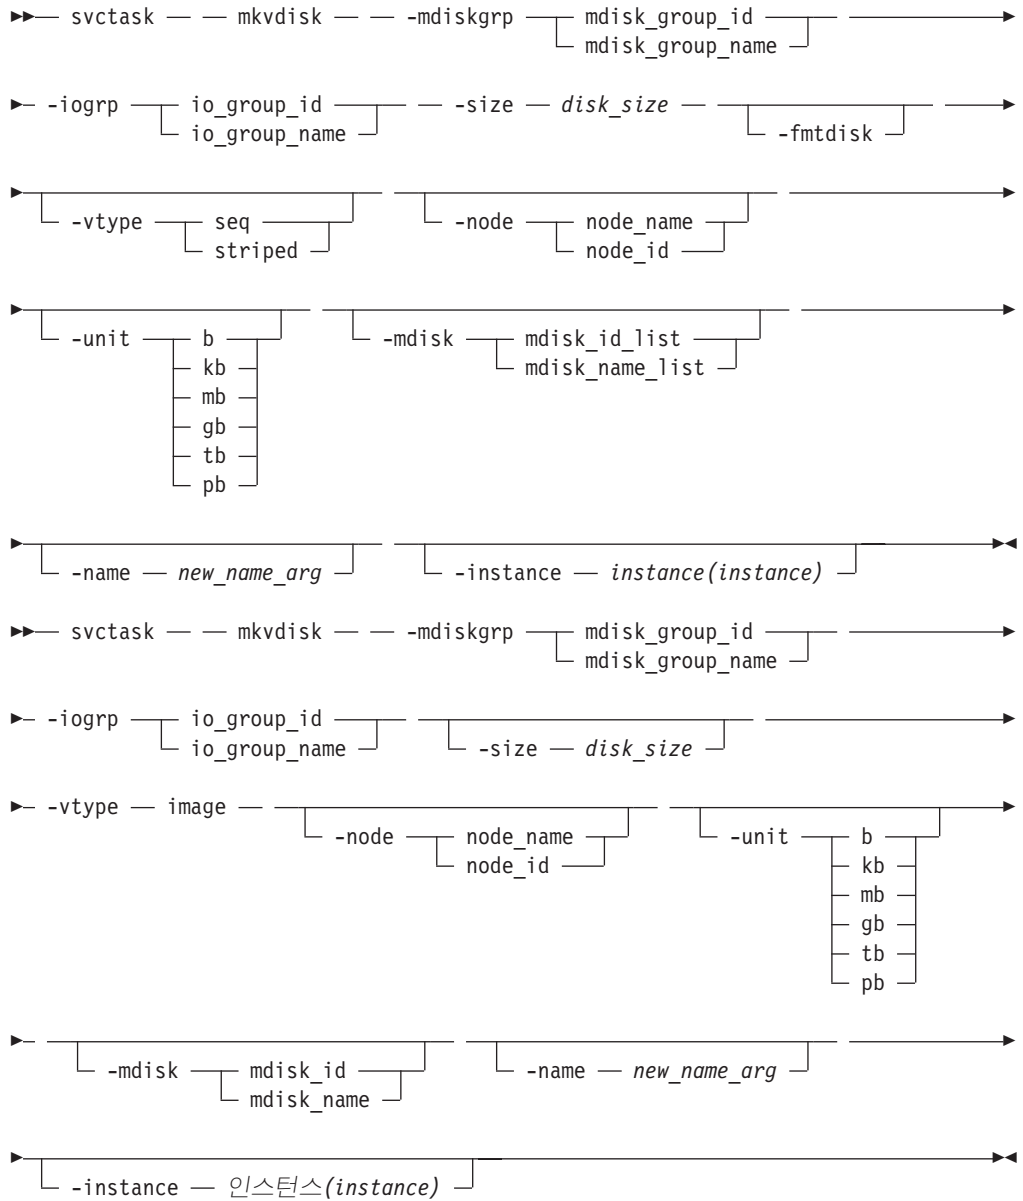 svctask mkvdisk -mdiskgrp mdisk_group_id
mdisk_group_name
-iogrp io_group_id -size disk_size
io_group_name -fmtdisk
-vtype seq -node node_name
striped node_id
-unit b -mdisk mdisk_id_list
kb mdisk_name_list
mb
gb
tb
pb
-name new_name_arg -instance instance(instance)
svctask mkvdisk -mdiskgrp mdisk_group_id
mdisk_group_name
-iogrp io_group_id
io_group_name -size disk_size
-vtype image
-node node_name -unit b
node_id kb
mb
gb
tb
pb
-mdisk mdisk_id -name new_name_arg
mdisk_name
-instance 인스턴스(instance)